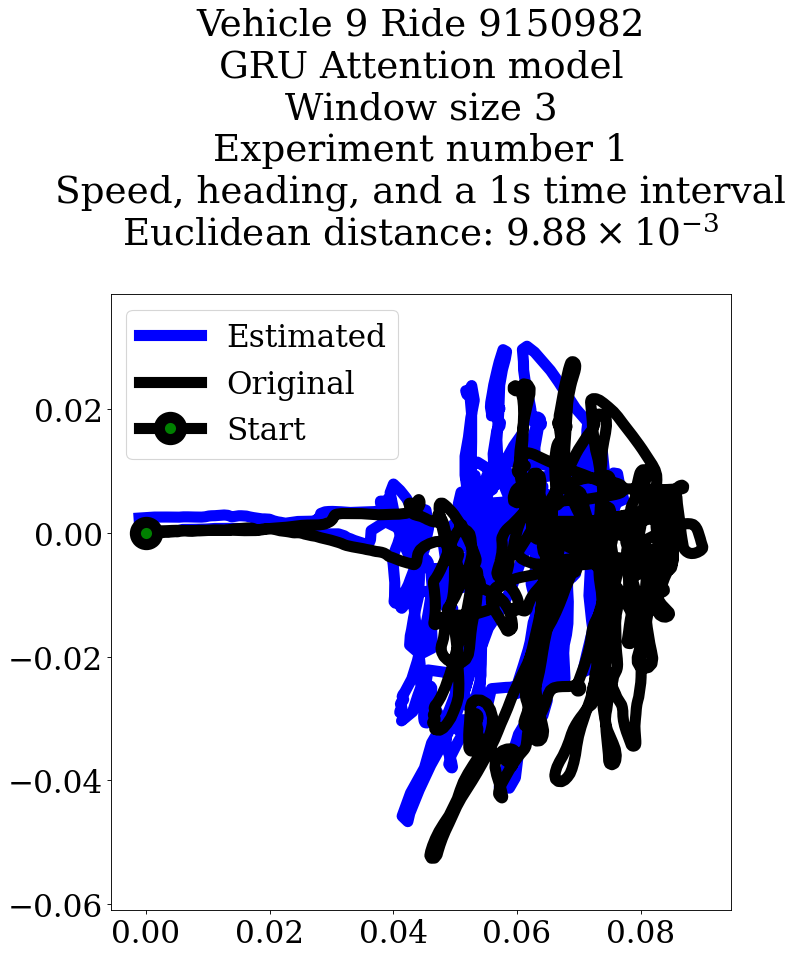 Vehicle 9 Ride 9150982
GRU Attention model
Window size 3
Experiment number 1
Speed, heading, and a 1s time interval
Euclidean distance: 9.88 × 10⁻³
Estimated
Original
Start
0.02
0.00
−0.02
−0.04
−0.06
0.00 0.02 0.04 0.06 0.08